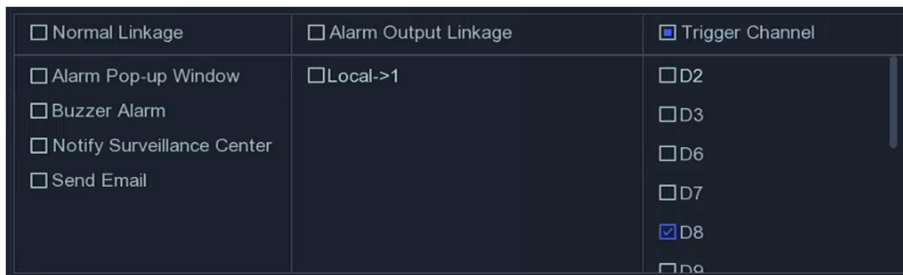 Normal Linkage
Alarm Output Linkage
Trigger Channel
Alarm Pop-up Window
Buzzer Alarm
Notify Surveillance Center
Send Email
Local->1
D2
D3
D6
D7
D8
D9